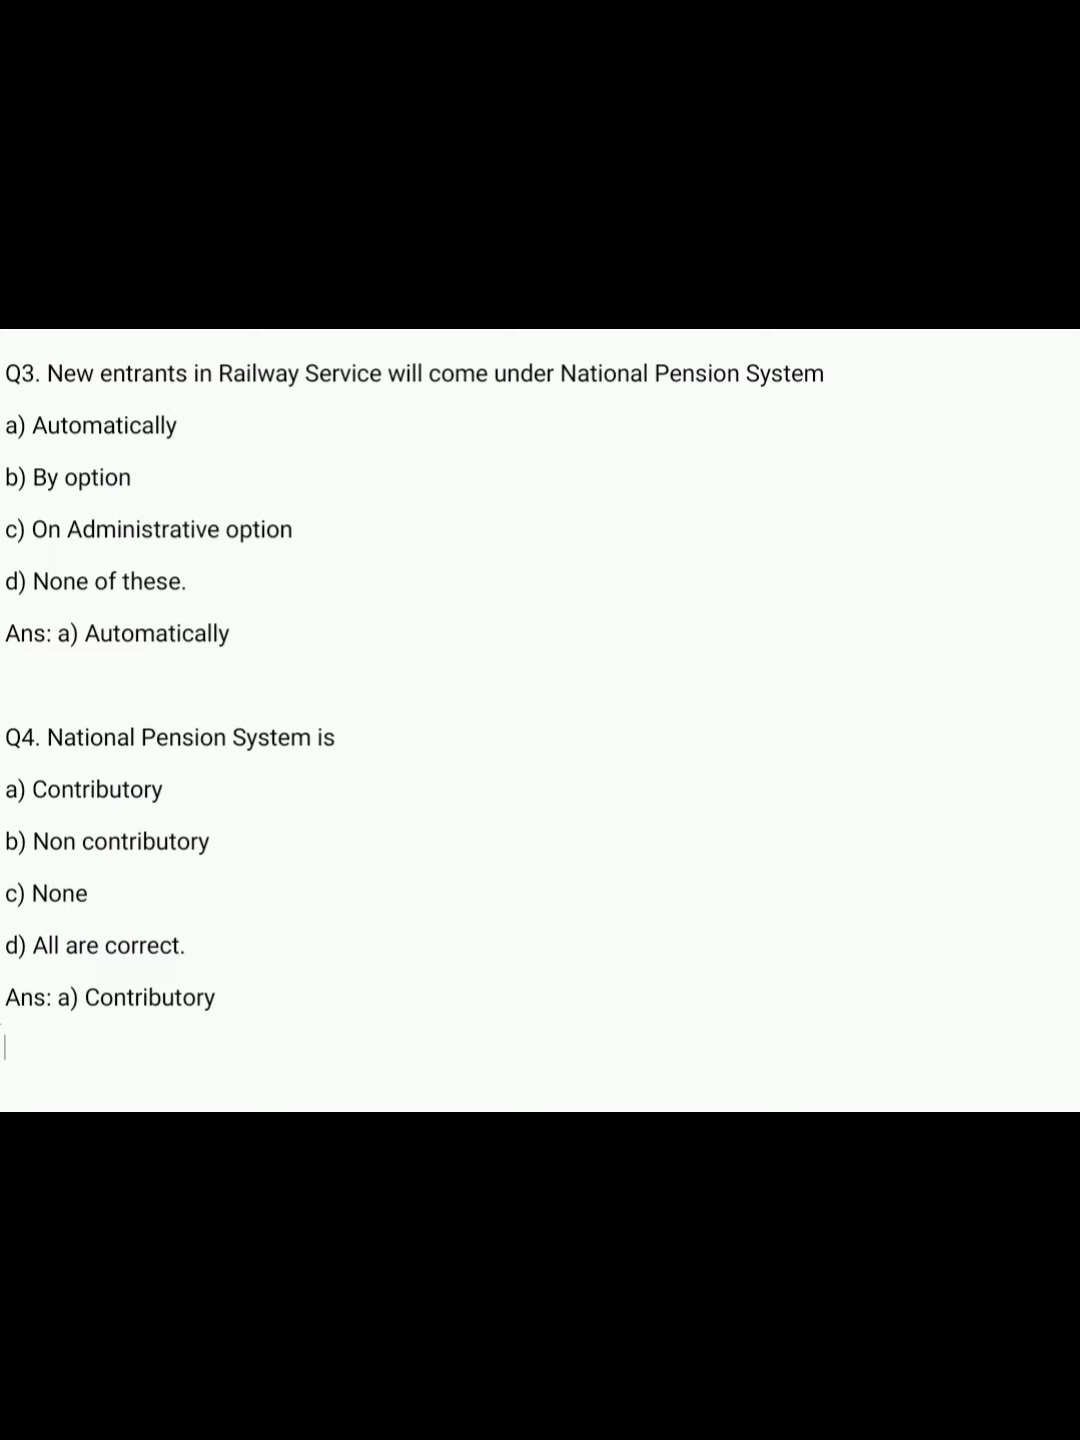 Q3. New entrants in Railway Service will come under National Pension System
a) Automatically
b) By option
c) On Administrative option
d) None of these.
Ans: a) Automatically
Q4. National Pension System is
a) Contributory
b) Non contributory
c) None
d) All are correct.
Ans: a) Contributory